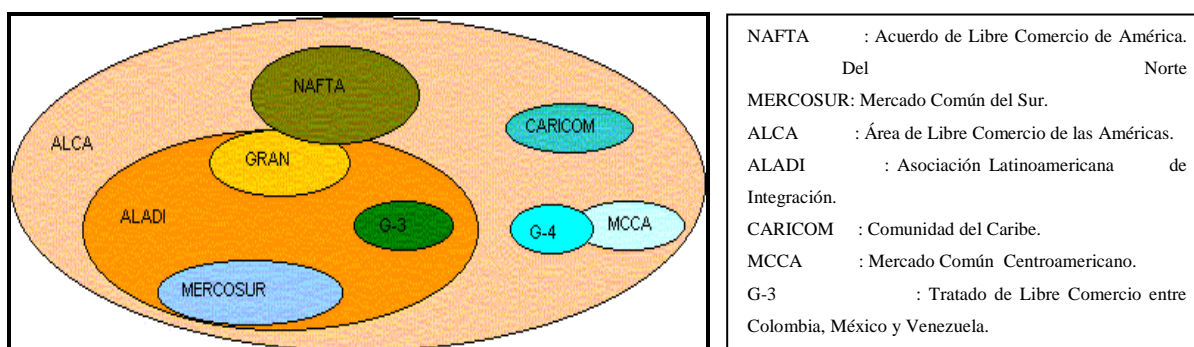 NAFTA
CARICOM
ALCA
GRAN
ALADI
G-3
G-4
MCCA
MERCOSUR
NAFTA : Acuerdo de Libre Comercio de América.
Del Norte
MERCOSUR: Mercado Común del Sur.
ALCA : Área de Libre Comercio de las Américas.
ALADI : Asociación Latinoamericana de
Integración.
CARICOM : Comunidad del Caribe.
MCCA : Mercado Común Centroamericano.
G-3 : Tratado de Libre Comercio entre
Colombia, México y Venezuela.